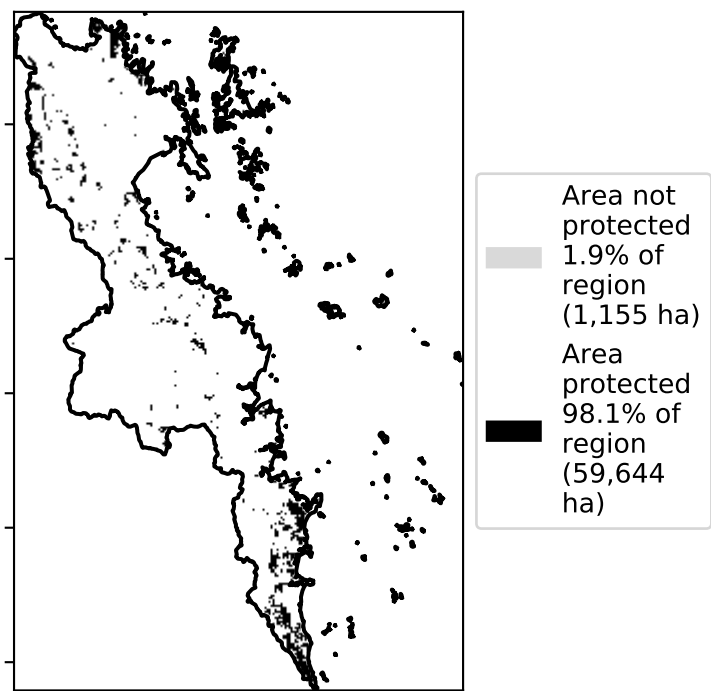 Area not
protected
1.9% of
region
(1,155 ha)
Area
protected
98.1% of
region
(59,644
ha)